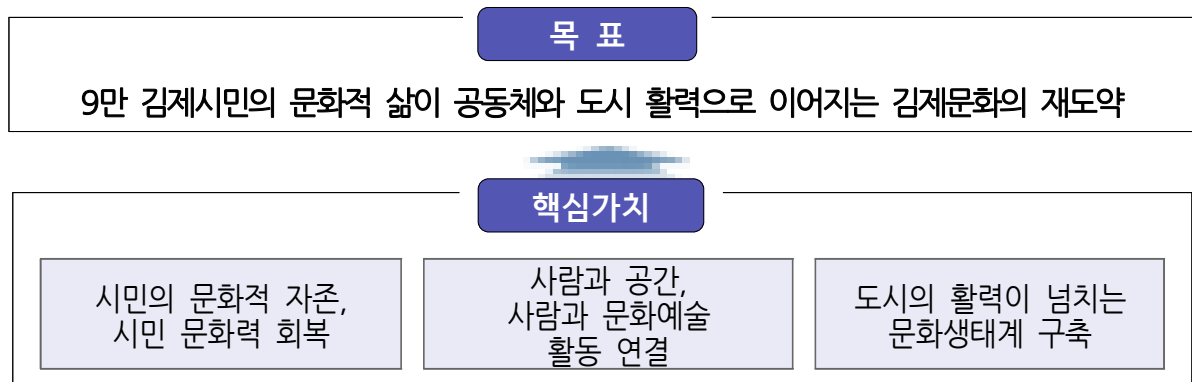 목 표
9만 김제시민의 문화적 삶이 공동체와 도시 활력으로 이어지는 김제문화의 재도약
핵심가치
시민의 문화적 자존,
시민 문화력 회복
사람과 공간,
사람과 문화예술
활동 연결
도시의 활력이 넘치는
문화생태계 구축